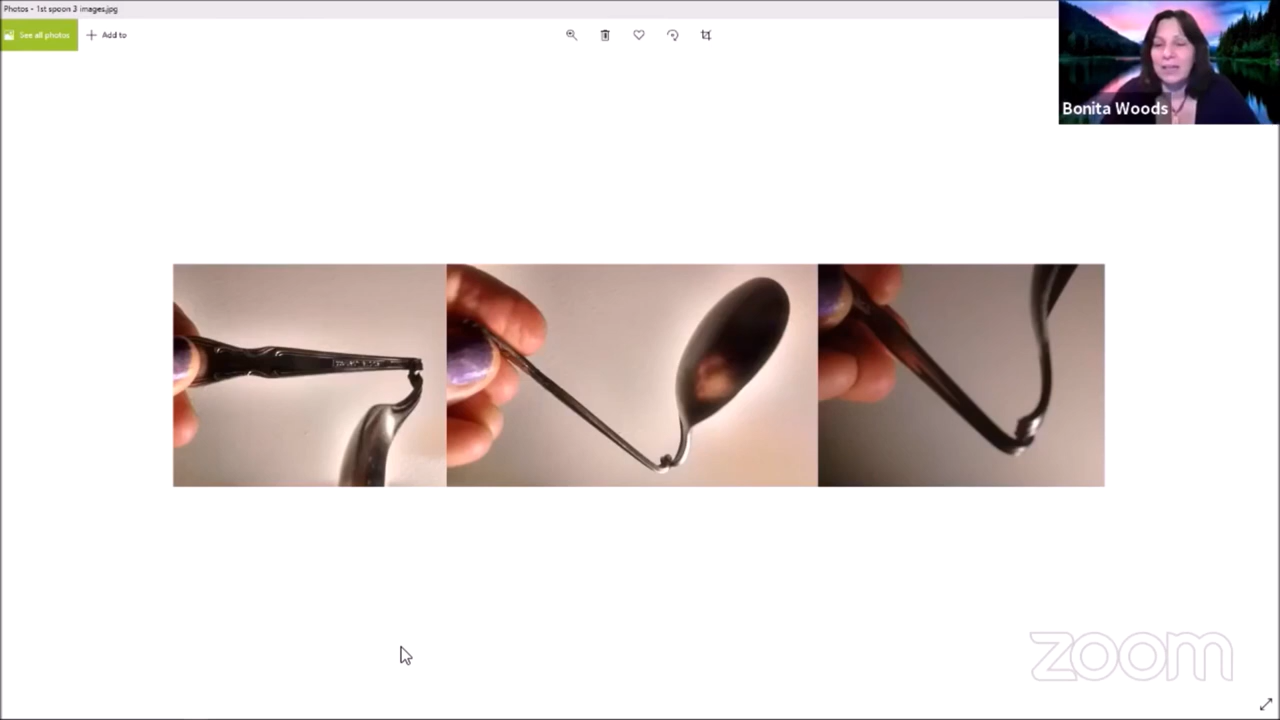 Photos - 1st spoon 3 images.jpg
See all photos
Add to
Bonita Woods
zoom